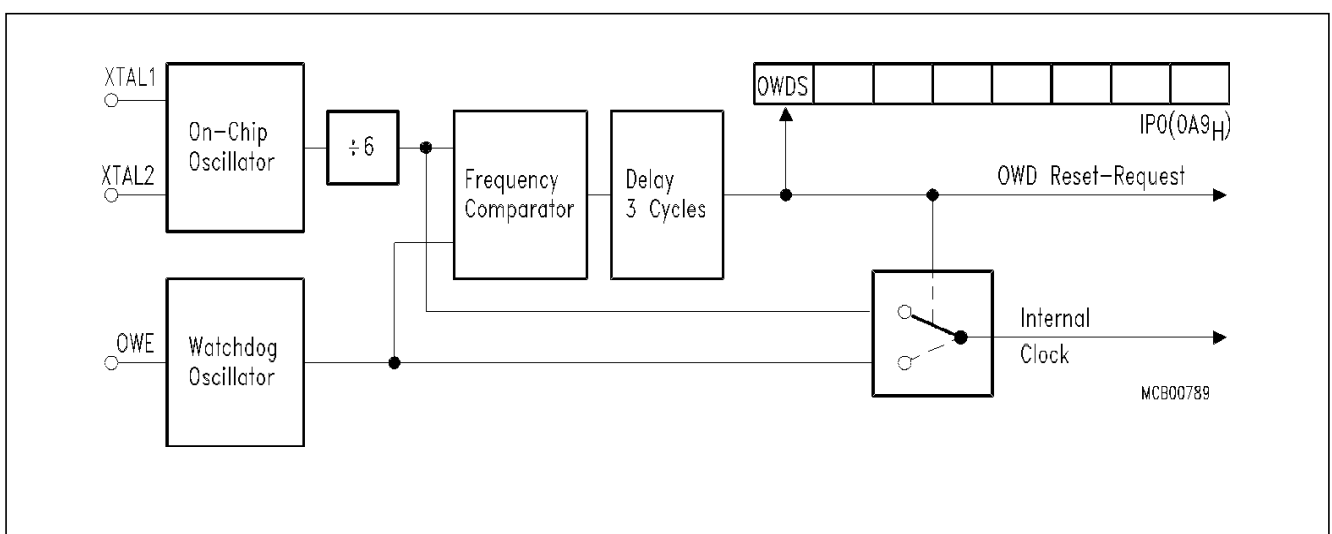 XTAL1
On-Chip
Oscillator
XTAL2
÷6
Frequency
Comparator
Delay
3 Cycles
OWDS
IP0(0A9H)
OWD Reset-Request
OWE
Watchdog
Oscillator
Internal
Clock
MCB00789